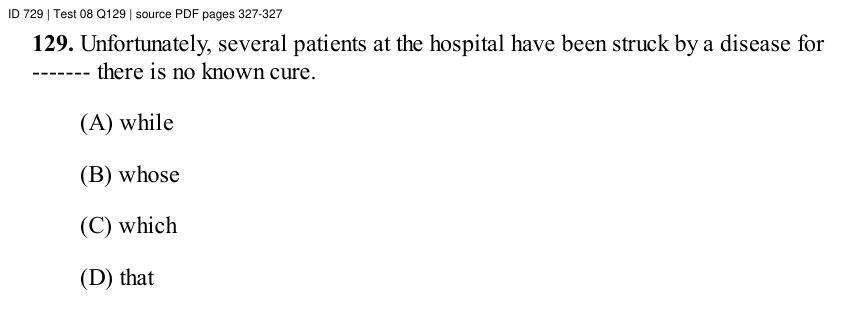 ID 729 | Test 08 Q129 | source PDF pages 327-327
129. Unfortunately, several patients at the hospital have been struck by a disease for
------- there is no known cure.
(A) while
(B) whose
(C) which
(D) that